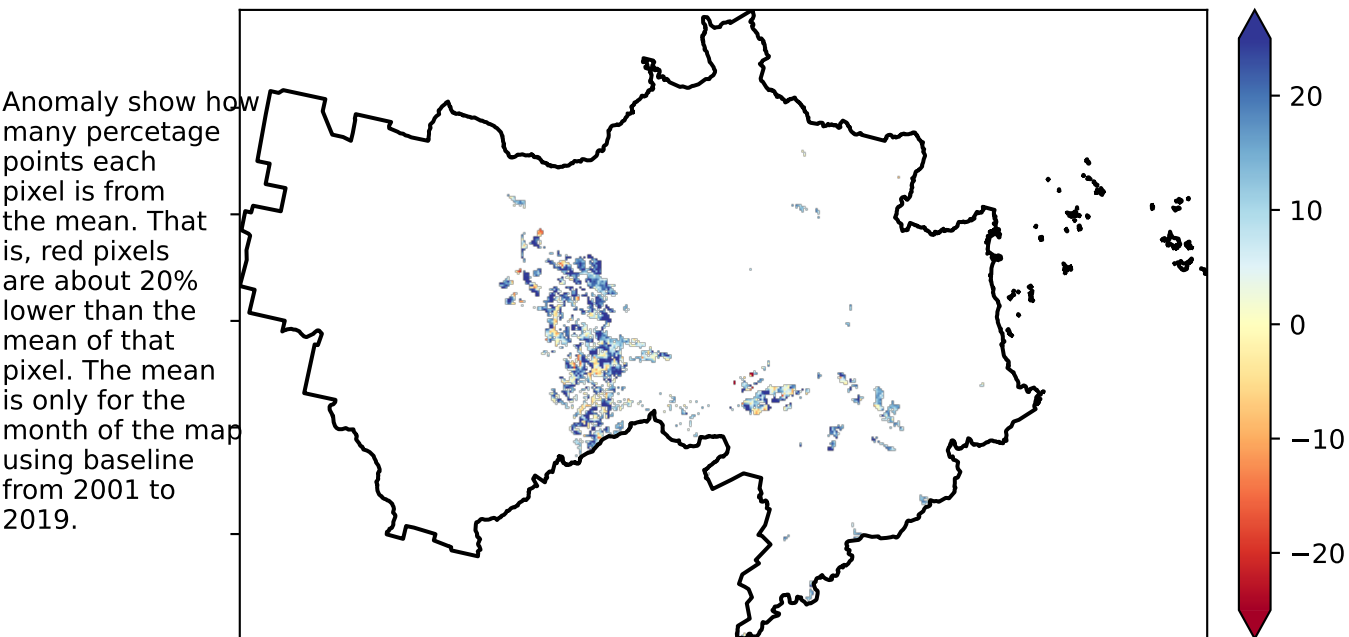 Anomaly show how
many percetage
points each
pixel is from
the mean. That
is, red pixels
are about 20%
lower than the
mean of that
pixel. The mean
is only for the
month of the map
using baseline
from 2001 to
2019.
20
10
0
−10
−20